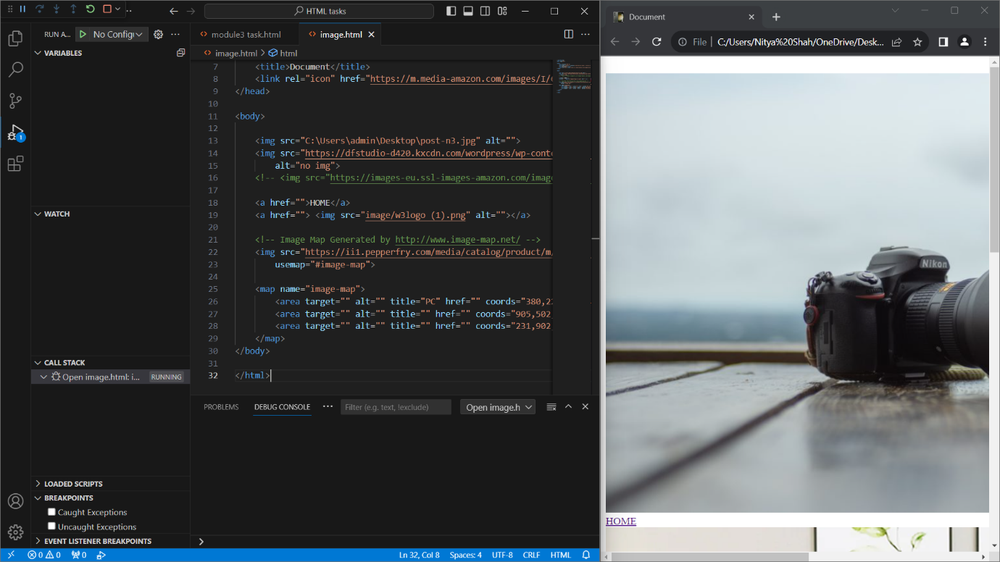 HTML tasks
RUN A... No Configu
VARIABLES
WATCH
CALL STACK
Open image.html: i... RUNNING
LOADED SCRIPTS
BREAKPOINTS
Caught Exceptions
Uncaught Exceptions
EVENT LISTENER BREAKPOINTS
1
module3 task.html image.html
image.html > html
7 <title>Document</title>
8 <link rel="icon" href="https://m.media-amazon.com/images/I/
9 </head>
10
11 <body>
12
13 <img src="C:\Users\admin\Desktop\post-n3.jpg" alt="">
14 <img src="https://dfstudio-d420.kxcdn.com/wordpress/wp-conte
15 alt="no img">
16 <!-- <img src="https://images-eu.ssl-images-amazon.com/image
17
18 <a href="">HOME</a>
19 <a href=""> <img src="image/w3logo (1).png" alt=""></a>
20
21 <!-- Image Map Generated by http://www.image-map.net/ -->
22 <img src="https://ii1.pepperfry.com/media/catalog/product/m/
23 usemap="#image-map">
24
25 <map name="image-map">
26 <area target="" alt="" title="PC" href="" coords="380,2
27 <area target="" alt="" title="" href="" coords="905,502,
28 <area target="" alt="" title="" href="" coords="231,902,
29 </map>
30 </body>
31
32 </html>
PROBLEMS DEBUG CONSOLE ... Filter (e.g. text, !exclude) Open image.h
0 0 0 Ln 32, Col 8 Spaces: 4 UTF-8 CRLF HTML
Document
File | C:/Users/Nitya%20Shah/OneDrive/Desk...
Nikon
HOME